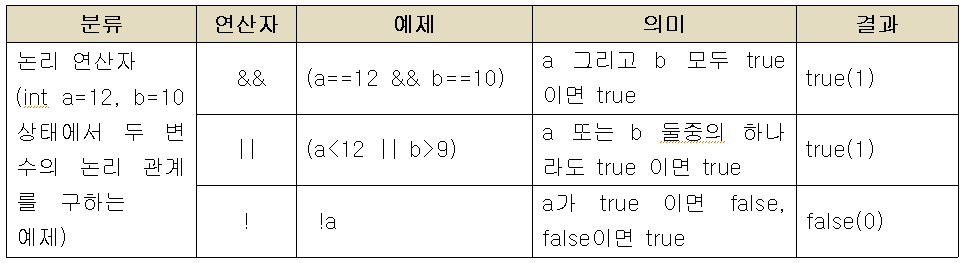 분류 연산자 예제 의미 결과
논리 연산자
(int a=12, b=10
상태에서 두 변
수의 논리 관계
를 구하는
예제)
&& (a==12 && b==10)
a 그리고 b 모두 true
이면 true
true(1)
|| (a<12 || b>9)
a 또는 b 둘중의 하나
라도 true 이면 true
true(1)
! !a
a가 true 이면 false,
false이면 true
false(0)